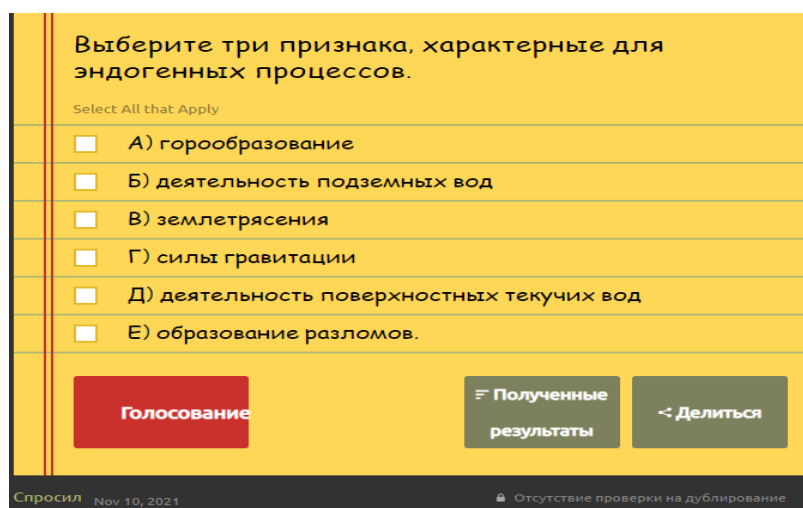 Выберите три признака, характерные для
эндогенных процессов.
Select All that Apply
А) горообразование
Б) деятельность подземных вод
В) землетрясения
Г) силы гравитации
Д) деятельность поверхностных текучих вод
Е) образование разломов.
Голосование
Полученные
результаты
Делиться
Спросил Nov 10, 2021
Отсутствие проверки на дублирование